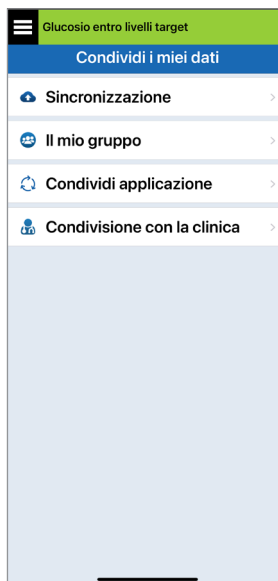 Glucosio entro livelli target
Condividi i miei dati
Sincronizzazione
Il mio gruppo
Condividi applicazione
Condivisione con la clinica